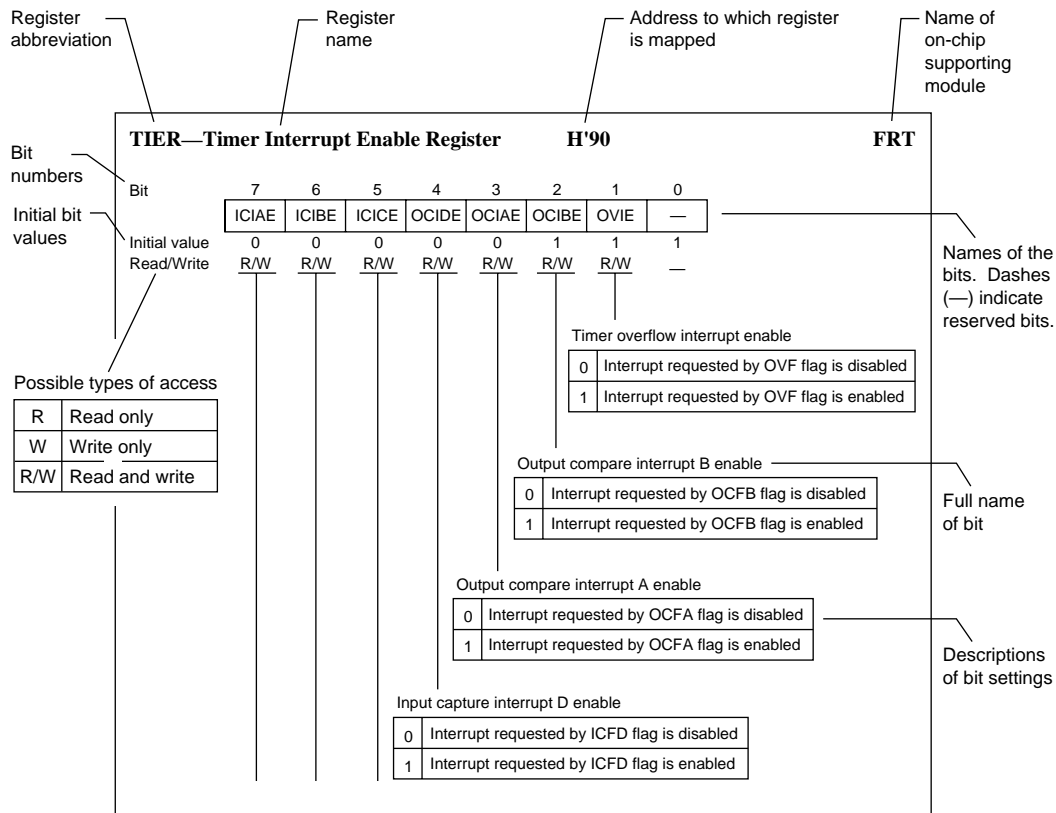 Register
abbreviation
Register
name
Address to which register
is mapped
Name of
on-chip
supporting
module
TIER—Timer Interrupt Enable Register H'90 FRT
Bit
numbers
Bit 7 6 5 4 3 2 1 0
ICIAE ICIBE ICICE OCIDE OCIAE OCIBE OVIE —
Initial bit
values
Initial value 0 0 0 0 0 1 1 1
Read/Write R/W R/W R/W R/W R/W R/W R/W —
Names of the
bits. Dashes
(—) indicate
reserved bits.
Timer overflow interrupt enable
0 Interrupt requested by OVF flag is disabled
1 Interrupt requested by OVF flag is enabled
Possible types of access
R Read only
W Write only
R/W Read and write
Output compare interrupt B enable
0 Interrupt requested by OCFB flag is disabled
1 Interrupt requested by OCFB flag is enabled
Full name
of bit
Output compare interrupt A enable
0 Interrupt requested by OCFA flag is disabled
1 Interrupt requested by OCFA flag is enabled
Descriptions
of bit settings
Input capture interrupt D enable
0 Interrupt requested by ICFD flag is disabled
1 Interrupt requested by ICFD flag is enabled